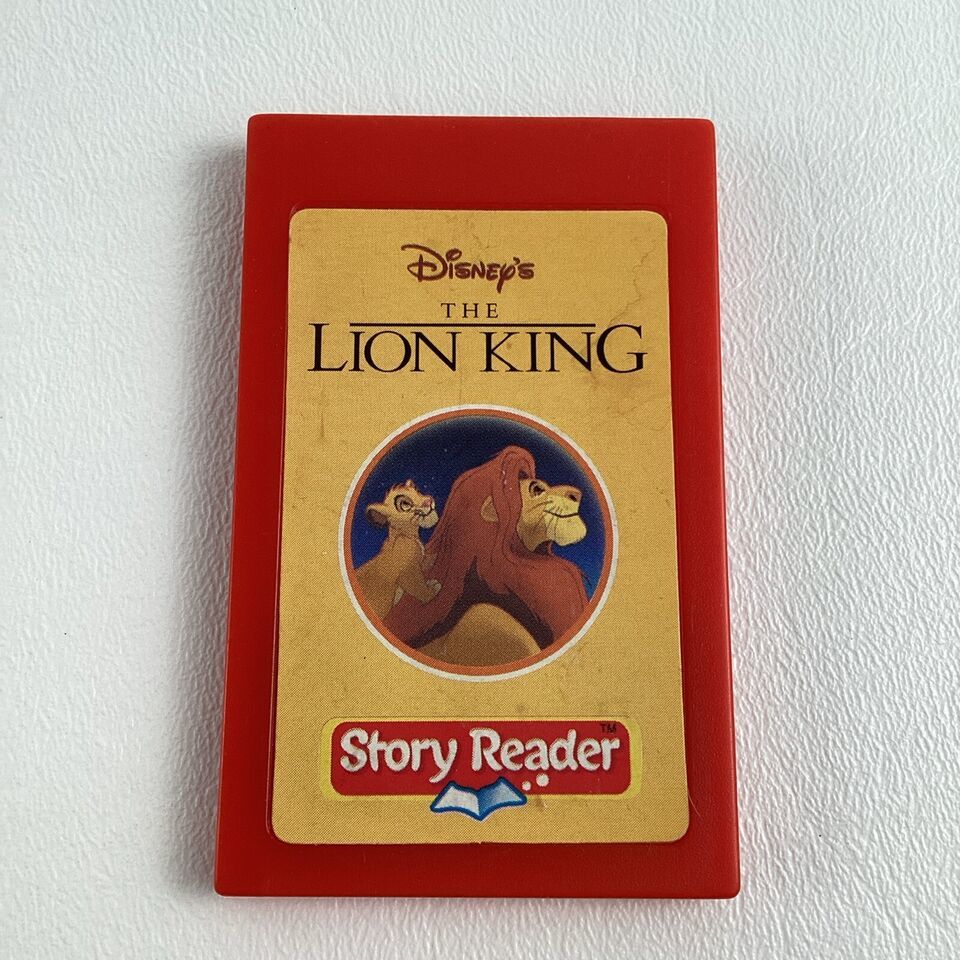 Disney's
THE
LION KING
Story Reader™